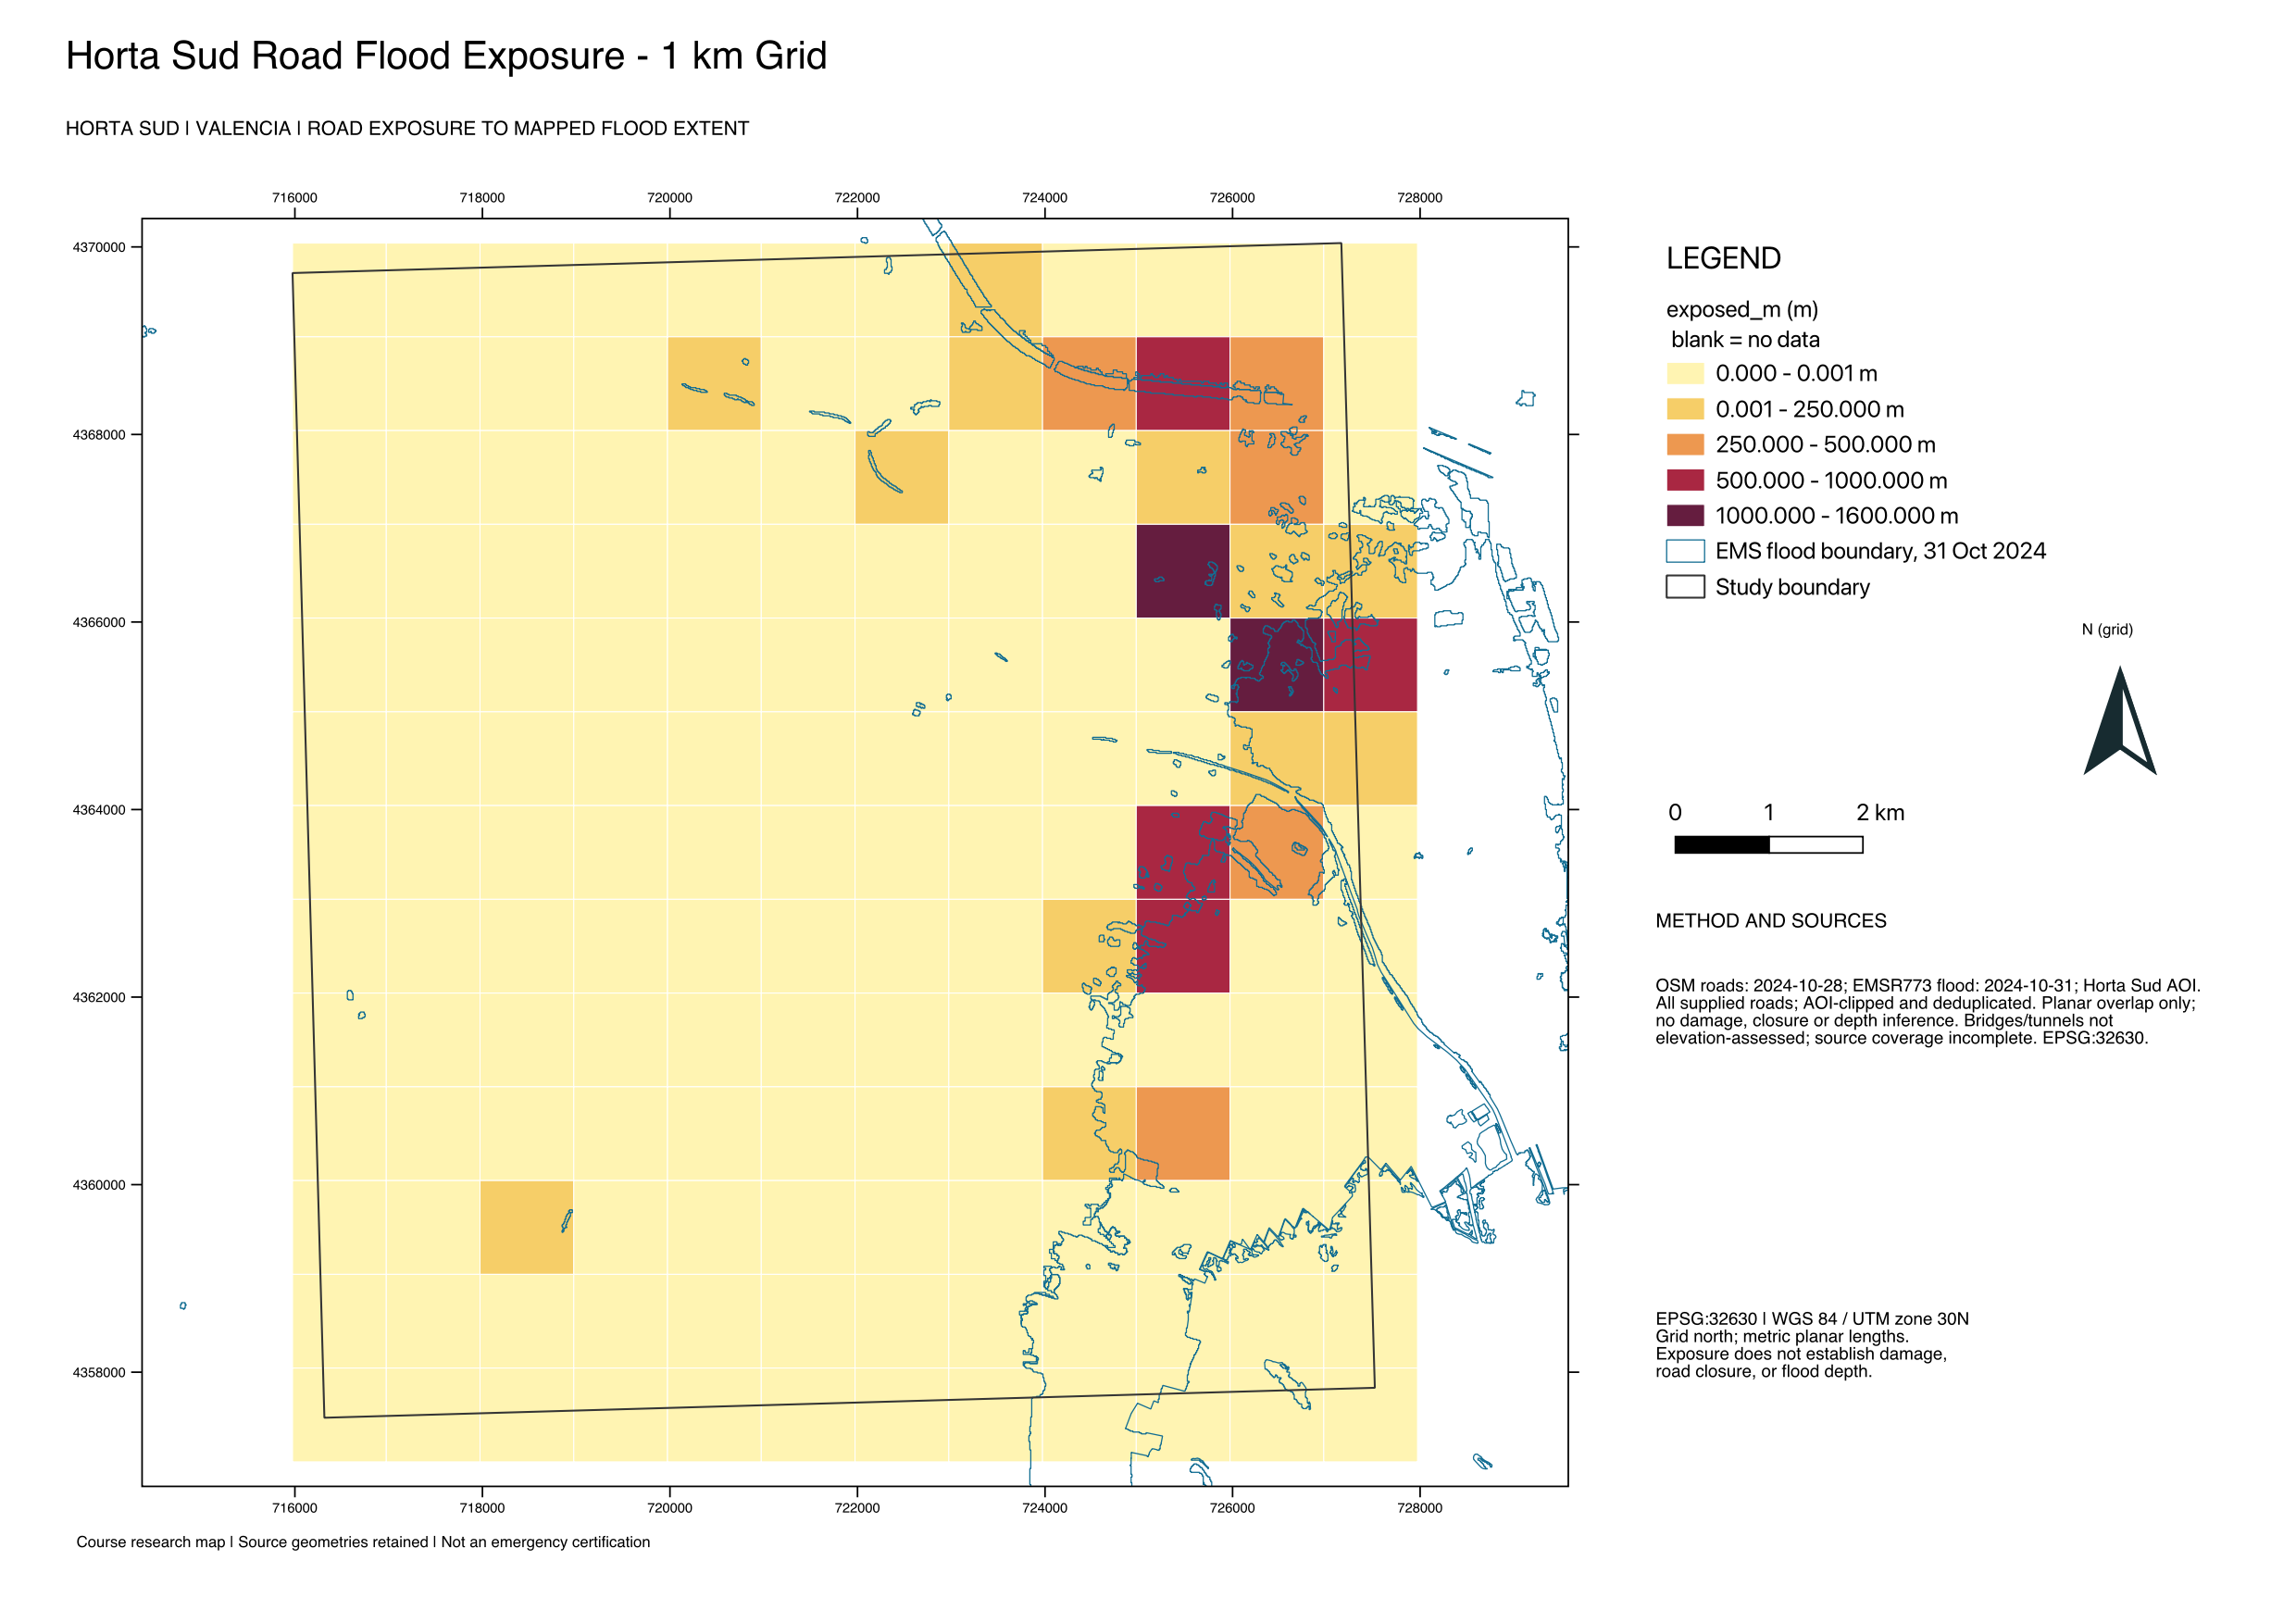 Horta Sud Road Flood Exposure - 1 km Grid
HORTA SUD | VALENCIA | ROAD EXPOSURE TO MAPPED FLOOD EXTENT
716000 718000 720000 722000 724000 726000 728000
4370000
4368000
4366000
4364000
4362000
4360000
4358000
716000 718000 720000 722000 724000 726000 728000
LEGEND
exposed_m (m)
blank = no data
0.000 - 0.001 m
0.001 - 250.000 m
250.000 - 500.000 m
500.000 - 1000.000 m
1000.000 - 1600.000 m
EMS flood boundary, 31 Oct 2024
Study boundary
N (grid)
0 1 2 km
METHOD AND SOURCES
OSM roads: 2024-10-28; EMSR773 flood: 2024-10-31; Horta Sud AOI.
All supplied roads; AOI-clipped and deduplicated. Planar overlap only;
no damage, closure or depth inference. Bridges/tunnels not
elevation-assessed; source coverage incomplete. EPSG:32630.
EPSG:32630 | WGS 84 / UTM zone 30N
Grid north; metric planar lengths.
Exposure does not establish damage,
road closure, or flood depth.
Course research map | Source geometries retained | Not an emergency certification